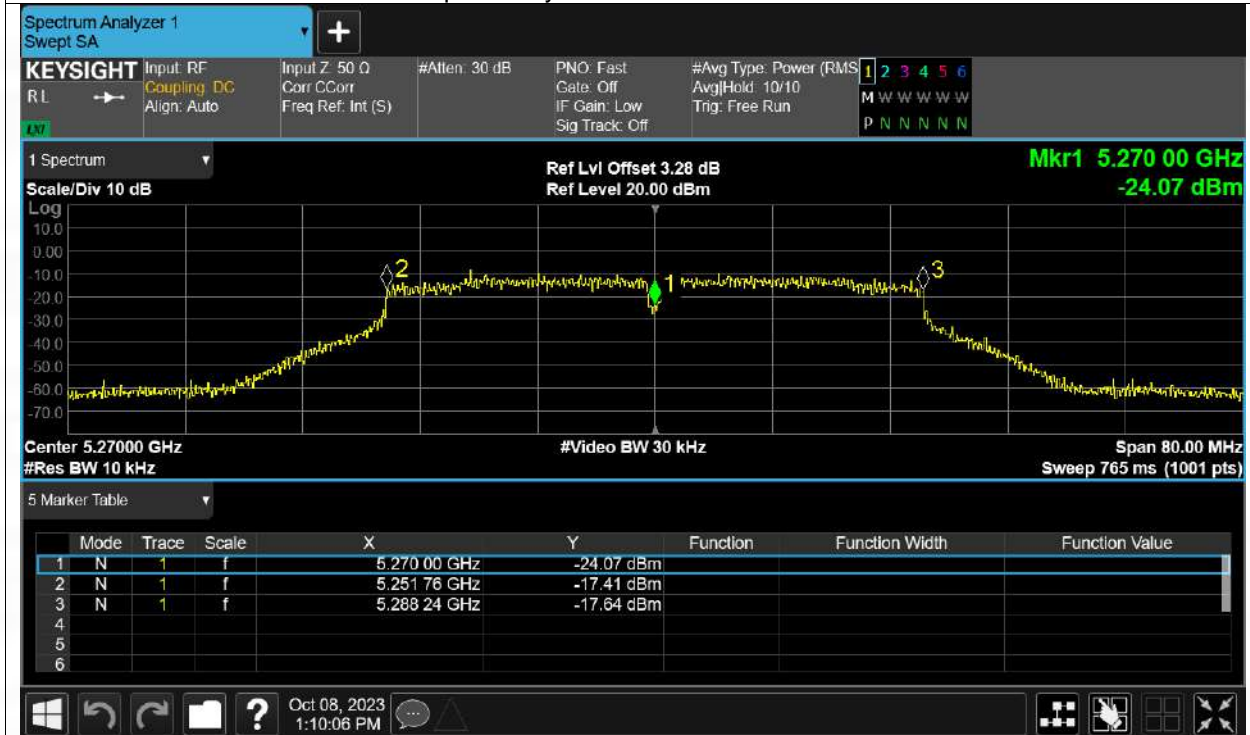 Spectrum Analyzer 1
Swept SA
+
KEYSIGHT
RL
LXI
Input: RF
Coupling: DC
Align: Auto
Input Z: 50 Ω
Corr CCorr
Freq Ref: Int (S)
#Atten: 30 dB
PNO: Fast
Gate: Off
IF Gain: Low
Sig Track: Off
#Avg Type: Power (RMS
Avg|Hold: 10/10
Trig: Free Run
1 2 3 4 5 6
M W W W W W
P N N N N N
1 Spectrum
Scale/Div 10 dB
Ref Lvl Offset 3.28 dB
Ref Level 20.00 dBm
Mkr1 5.270 00 GHz
-24.07 dBm
Log
10.0
0.00
-10.0
-20.0
-30.0
-40.0
-50.0
-60.0
-70.0
2
1
3
Center 5.27000 GHz
#Res BW 10 kHz
#Video BW 30 kHz
Span 80.00 MHz
Sweep 765 ms (1001 pts)
5 Marker Table
Mode Trace Scale X Y Function Function Width Function Value
1 N 1 f 5.270 00 GHz -24.07 dBm
2 N 1 f 5.251 76 GHz -17.41 dBm
3 N 1 f 5.288 24 GHz -17.64 dBm
4
5
6
?
Oct 08, 2023
1:10:06 PM